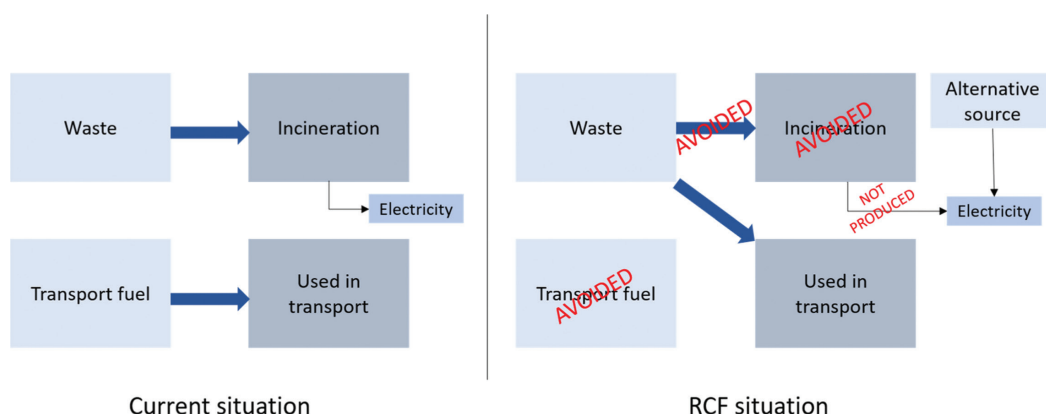 Waste
Incineration
Electricity
Transport fuel
Used in
transport
Current situation
Waste
AVOIDED
Incineration
AVOIDED
Alternative
source
NOT
PRODUCED
Electricity
Transport fuel
AVOIDED
Used in
transport
RCF situation